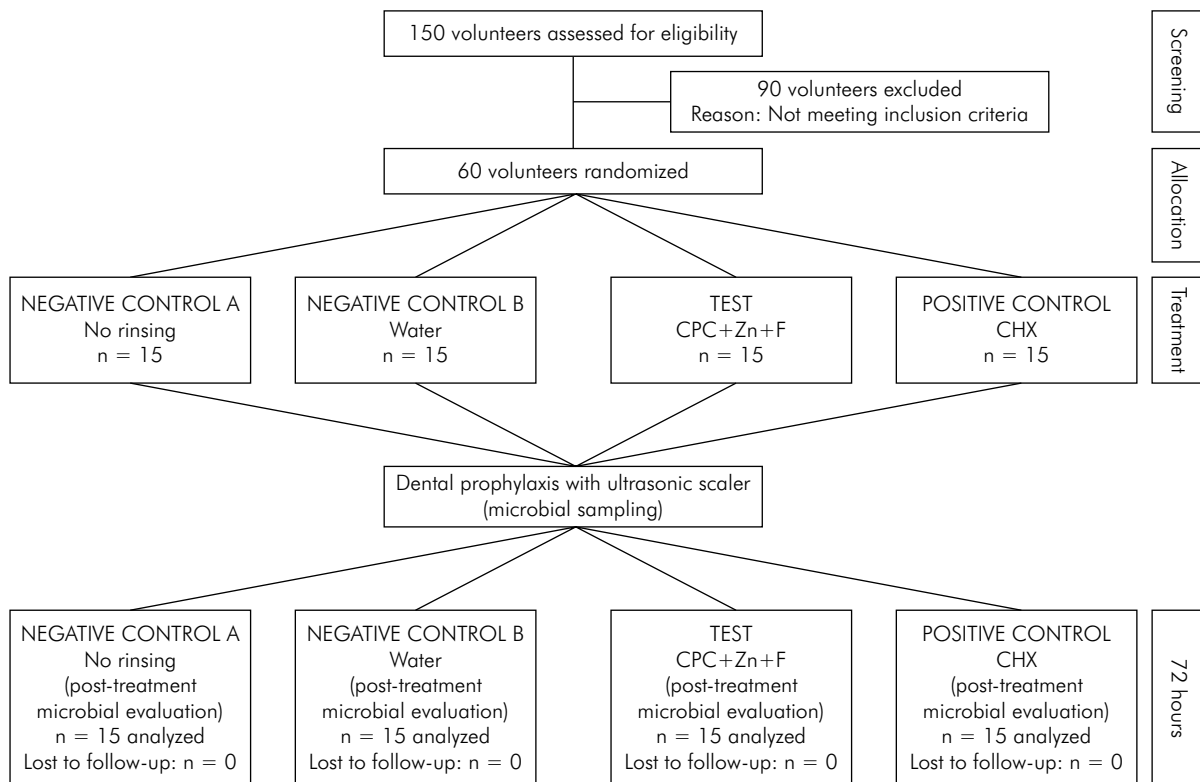 150 volunteers assessed for eligibility
90 volunteers excluded
Reason: Not meeting inclusion criteria
Screening
60 volunteers randomized
Allocation
NEGATIVE CONTROL A
No rinsing
n = 15
NEGATIVE CONTROL B
Water
n = 15
TEST
CPC+Zn+F
n = 15
POSITIVE CONTROL
CHX
n = 15
Treatment
Dental prophylaxis with ultrasonic scaler
(microbial sampling)
NEGATIVE CONTROL A
No rinsing
(post-treatment
microbial evaluation)
n = 15 analyzed
Lost to follow-up: n = 0
NEGATIVE CONTROL B
Water
(post-treatment
microbial evaluation)
n = 15 analyzed
Lost to follow-up: n = 0
TEST
CPC+Zn+F
(post-treatment
microbial evaluation)
n = 15 analyzed
Lost to follow-up: n = 0
POSITIVE CONTROL
CHX
(post-treatment
microbial evaluation)
n = 15 analyzed
Lost to follow-up: n = 0
72 hours